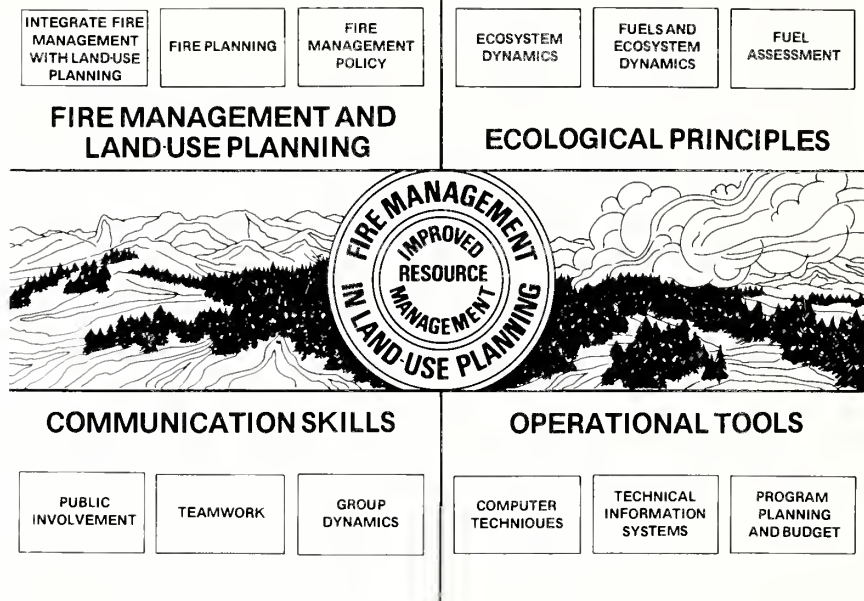 INTEGRATE FIRE
MANAGEMENT
WITH LAND-USE
PLANNING
FIRE PLANNING
FIRE
MANAGEMENT
POLICY
ECOSYSTEM
DYNAMICS
FUELS AND
ECOSYSTEM
DYNAMICS
FUEL
ASSESSMENT
FIRE MANAGEMENT AND
LAND-USE PLANNING
ECOLOGICAL PRINCIPLES
FIRE MANAGEMENT
IN LAND-USE PLANNING
IMPROVED
RESOURCE
MANAGEMENT
COMMUNICATION SKILLS
OPERATIONAL TOOLS
PUBLIC
INVOLVEMENT
TEAMWORK
GROUP
DYNAMICS
COMPUTER
TECHNIQUES
TECHNICAL
INFORMATION
SYSTEMS
PROGRAM
PLANNING
AND BUDGET